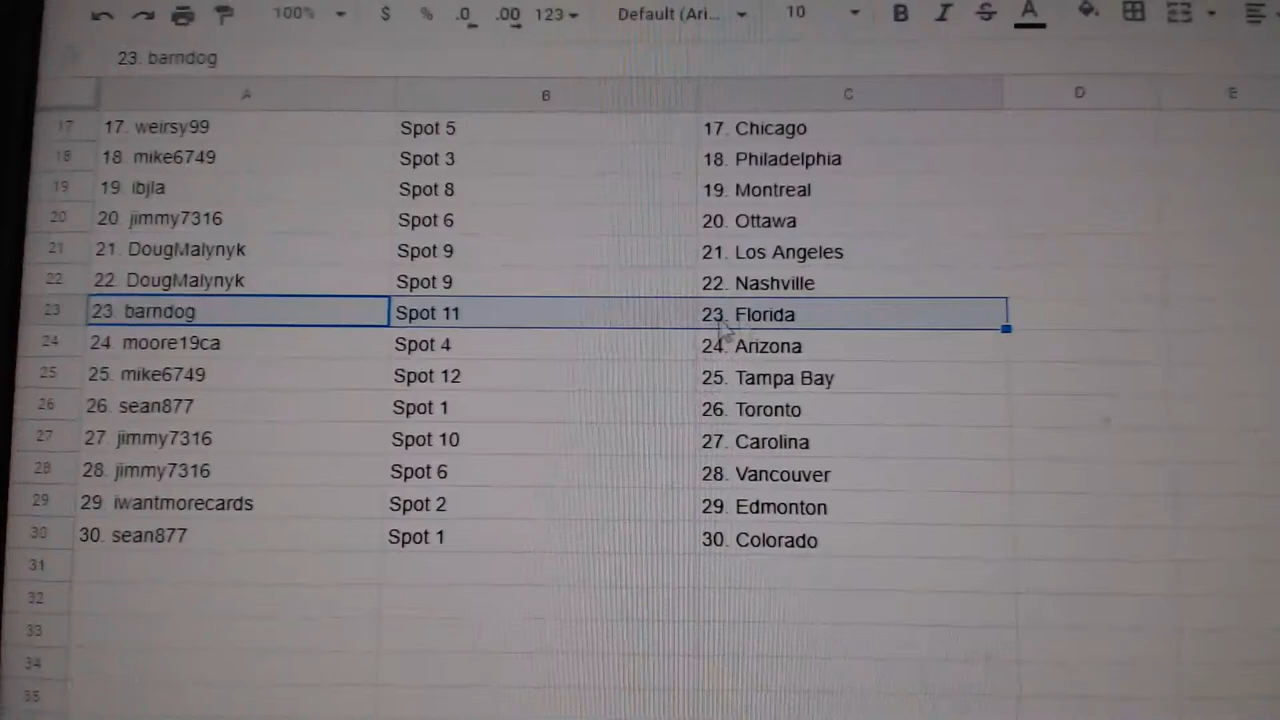 100% $ % .0 .00 123 Default (Ari... 10 B I S A
23. barndog
A B C D E
17 17. weirsy99 Spot 5 17. Chicago
18 18. mike6749 Spot 3 18. Philadelphia
19 19. ibjla Spot 8 19. Montreal
20 20. jimmy7316 Spot 6 20. Ottawa
21 21. DougMalynyk Spot 9 21. Los Angeles
22 22. DougMalynyk Spot 9 22. Nashville
23 23. barndog Spot 11 23. Florida
24 24. moore19ca Spot 4 24. Arizona
25 25. mike6749 Spot 12 25. Tampa Bay
26 26. sean877 Spot 1 26. Toronto
27 27. jimmy7316 Spot 10 27. Carolina
28 28. jimmy7316 Spot 6 28. Vancouver
29 29. iwantmorecards Spot 2 29. Edmonton
30 30. sean877 Spot 1 30. Colorado
31
32
33
34
35